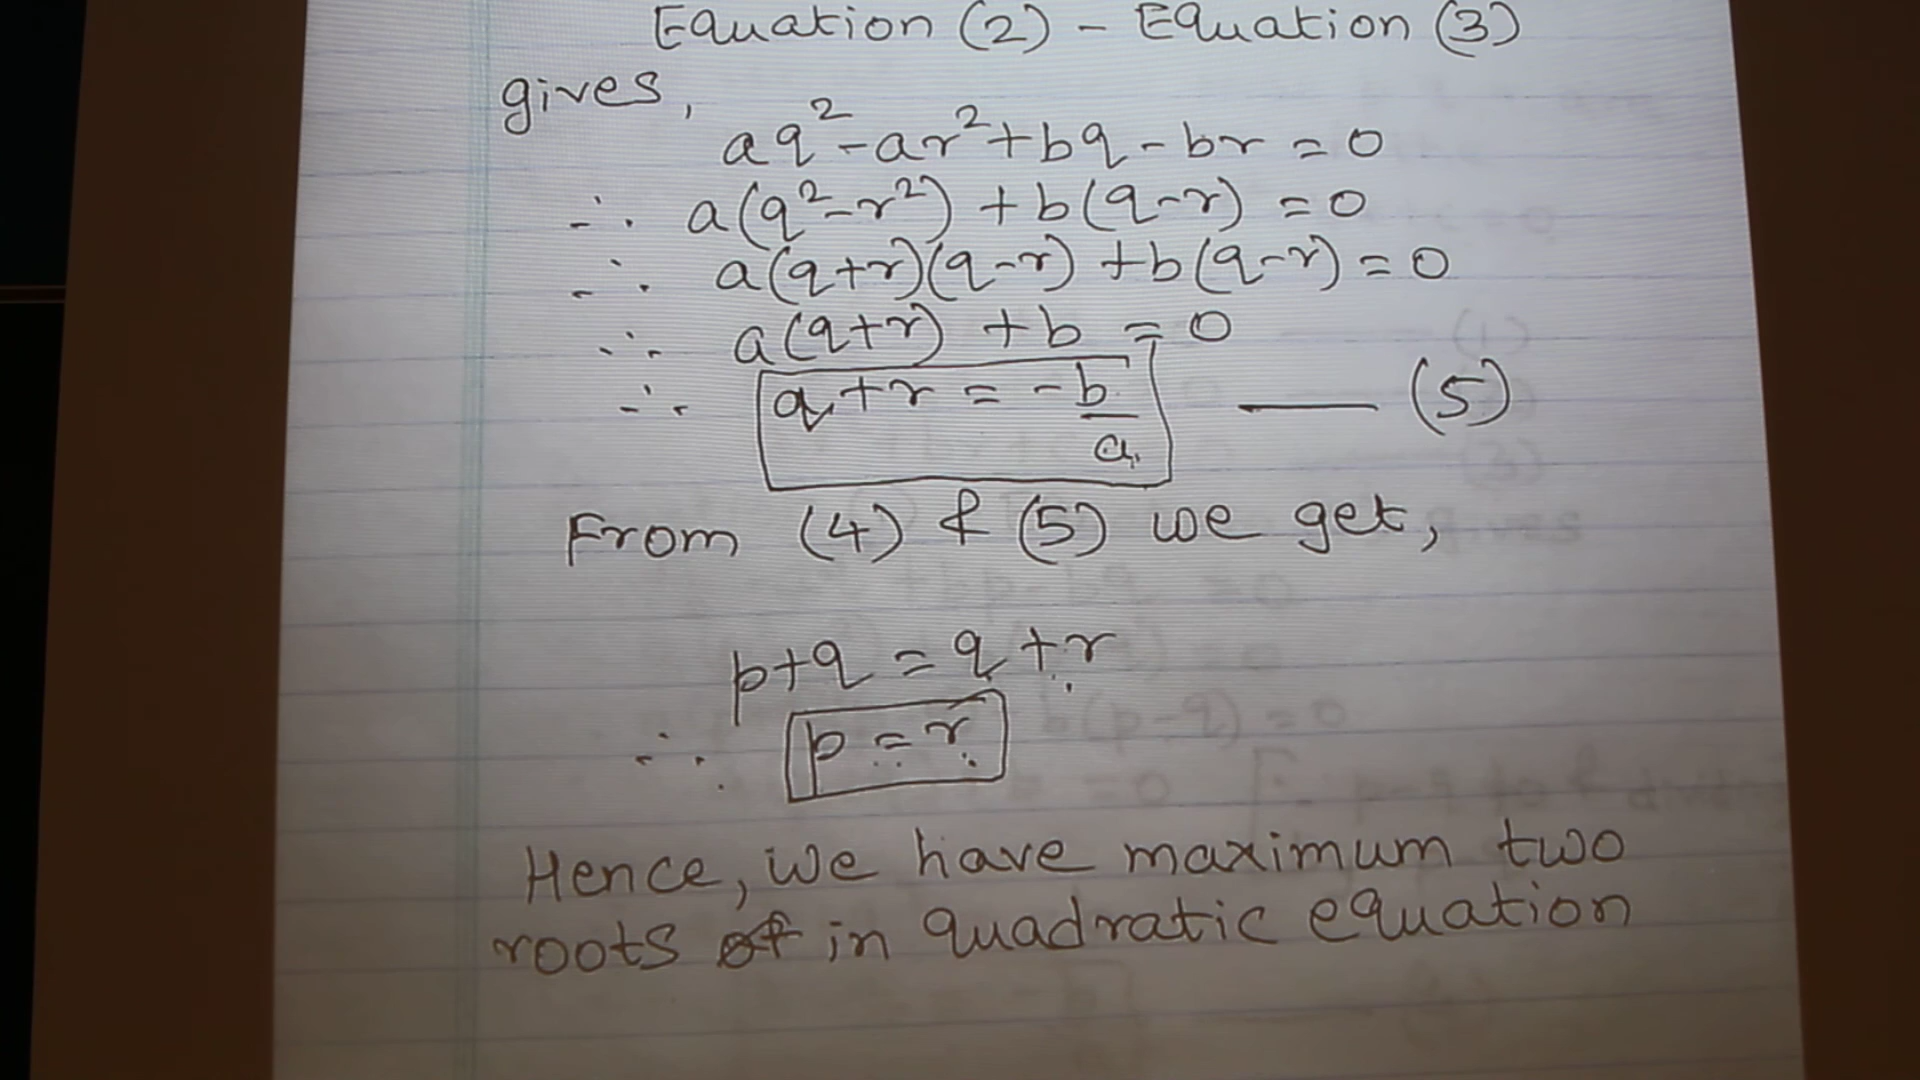 Equation (2) - Equation (3)
gives,
aq² - ar² + bq - br = 0
∴ a(q² - r²) + b(q - r) = 0
∴ a(q + r)(q - r) + b(q - r) = 0
∴ a(q + r) + b = 0
∴ q + r = -b/a —— (5)
From (4) & (5) we get,
p + q = q + r
∴ p = r
Hence, we have maximum two
roots in quadratic equation